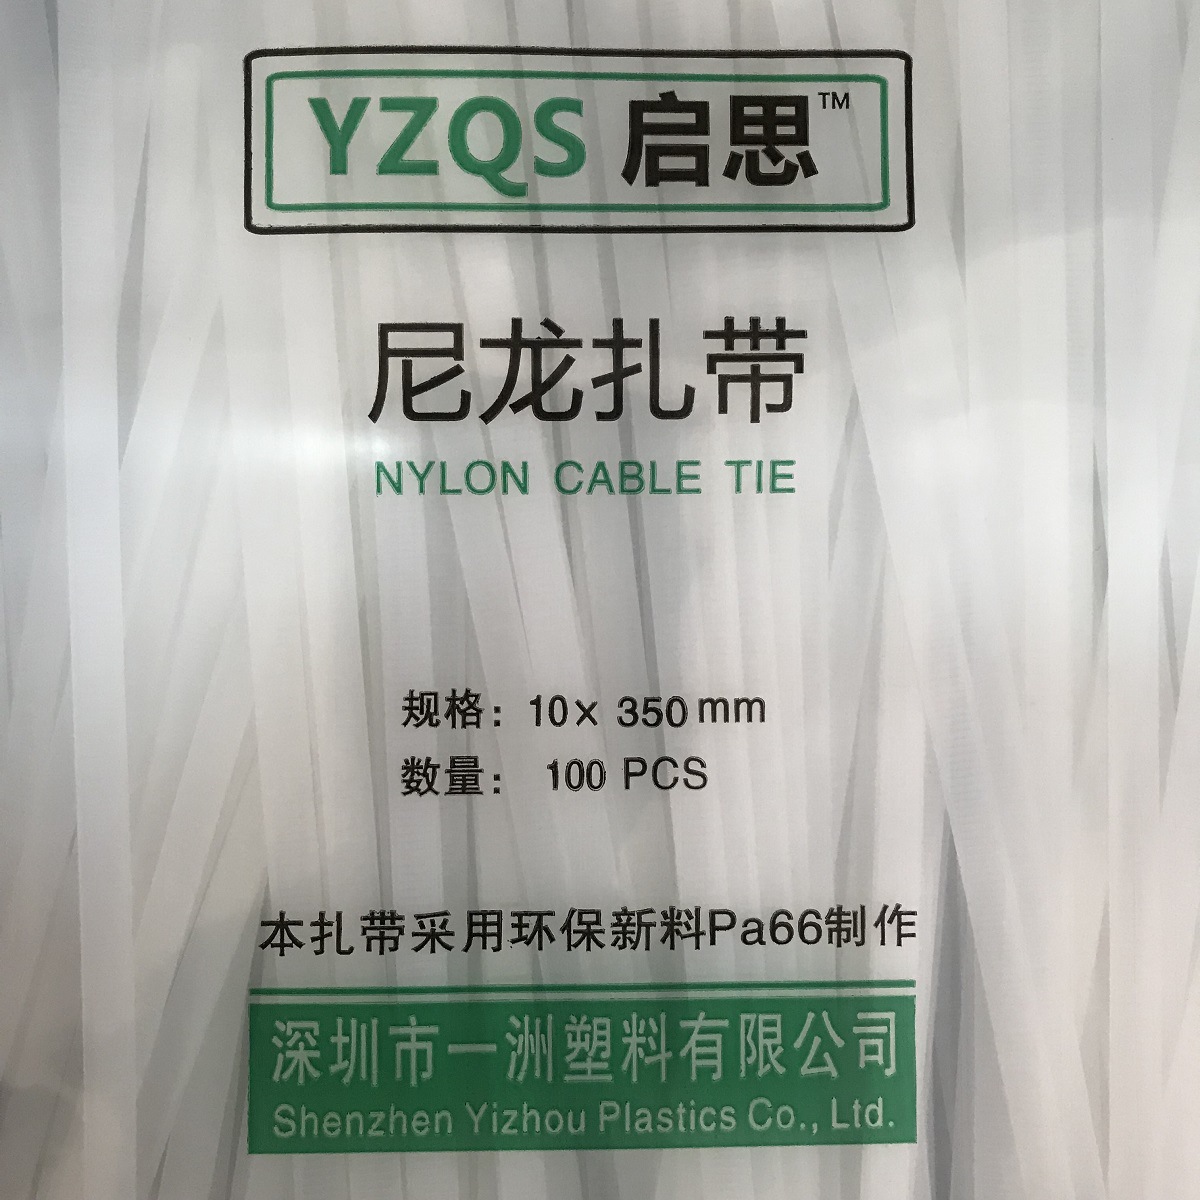 YZQS 启思™
尼龙扎带
NYLON CABLE TIE
规格：10× 350mm
数量： 100 PCS
本扎带采用环保新料Pa66制作
深圳市一洲塑料有限公司
Shenzhen Yizhou Plastics Co., Ltd.